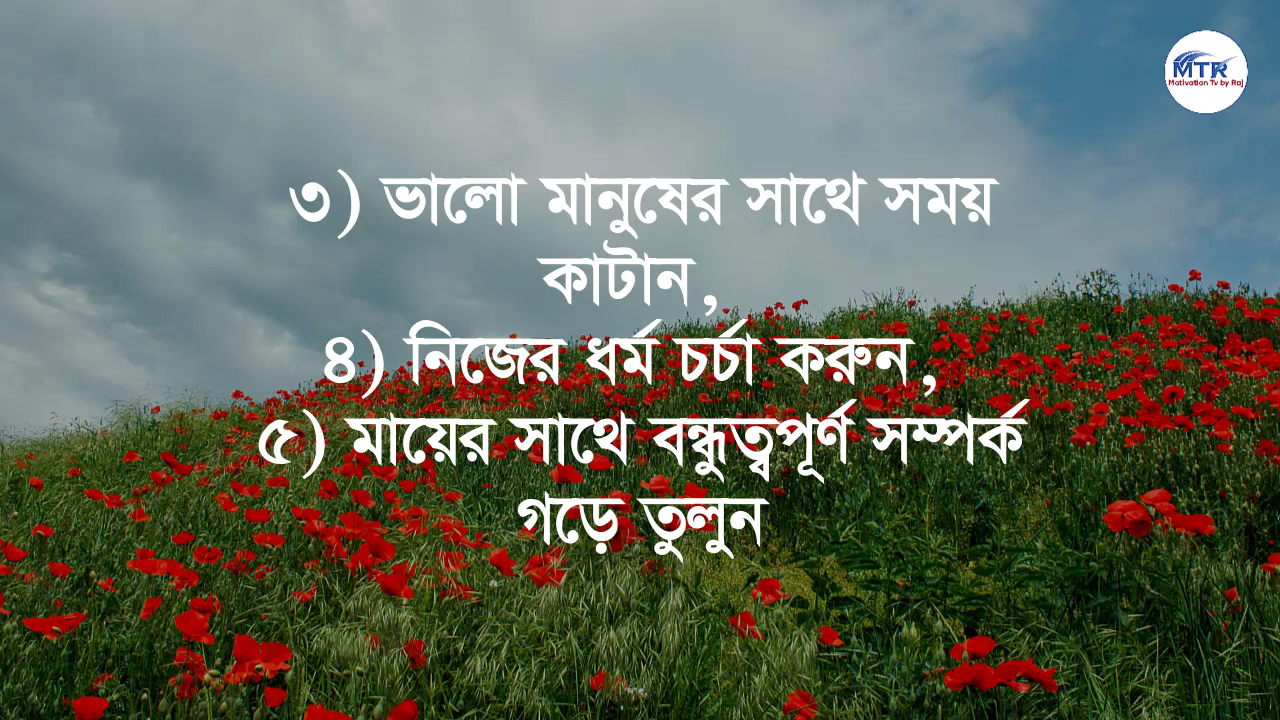 MTR
Motivation Tv by Raj
৩) ভালো মানুষের সাথে সময়
কাটান,
৪) নিজের ধর্ম চর্চা করুন,
৫) মায়ের সাথে বন্ধুত্বপূর্ণ সম্পর্ক
গড়ে তুলুন